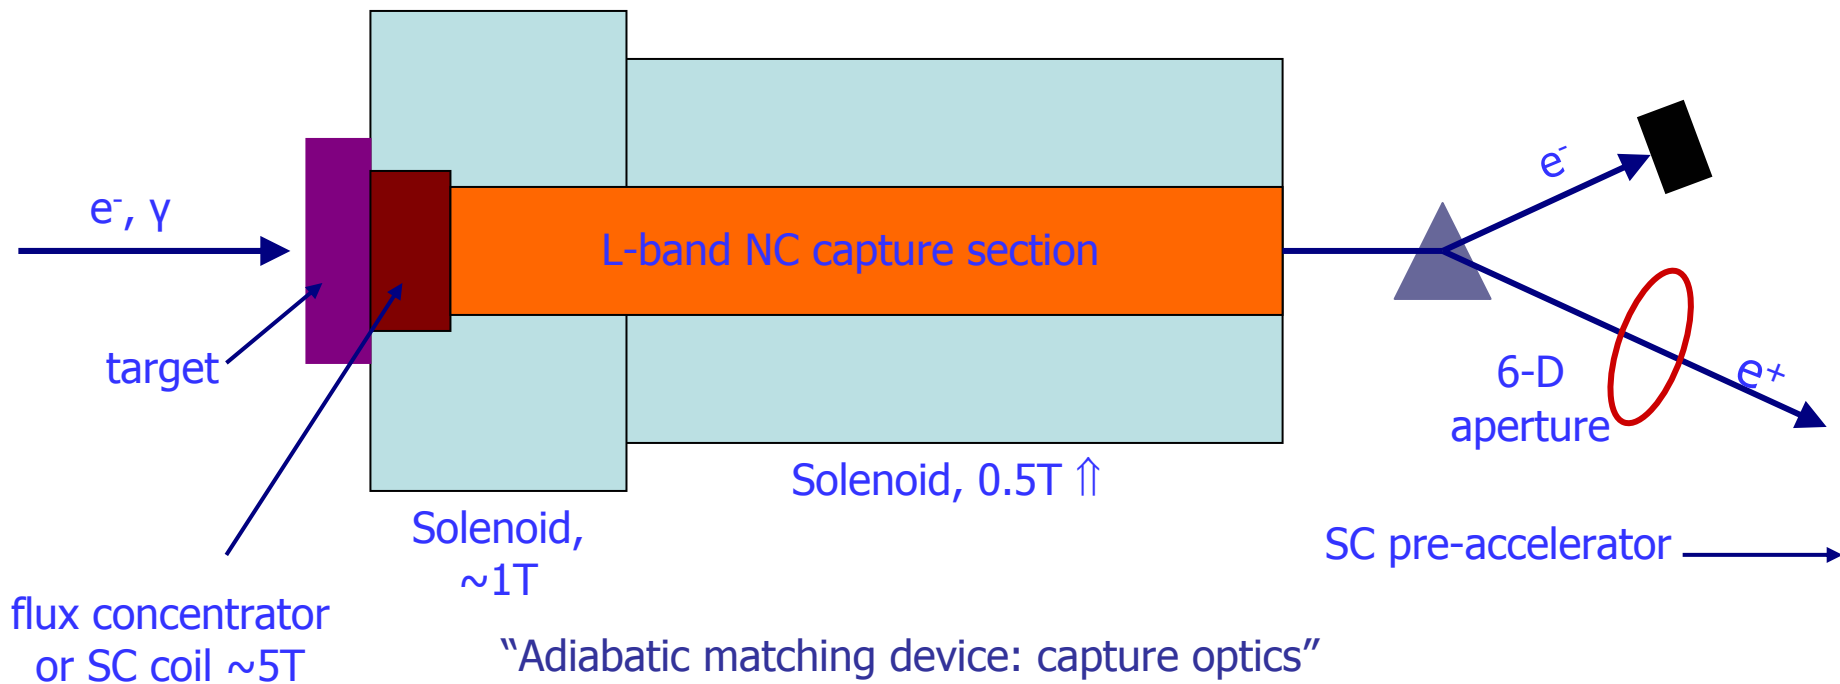 e⁻, γ
target
flux concentrator
or SC coil ~5T
L-band NC capture section
Solenoid,
~1T
Solenoid, 0.5T ⇑
e⁻
6-D
aperture
e+
SC pre-accelerator
“Adiabatic matching device: capture optics”